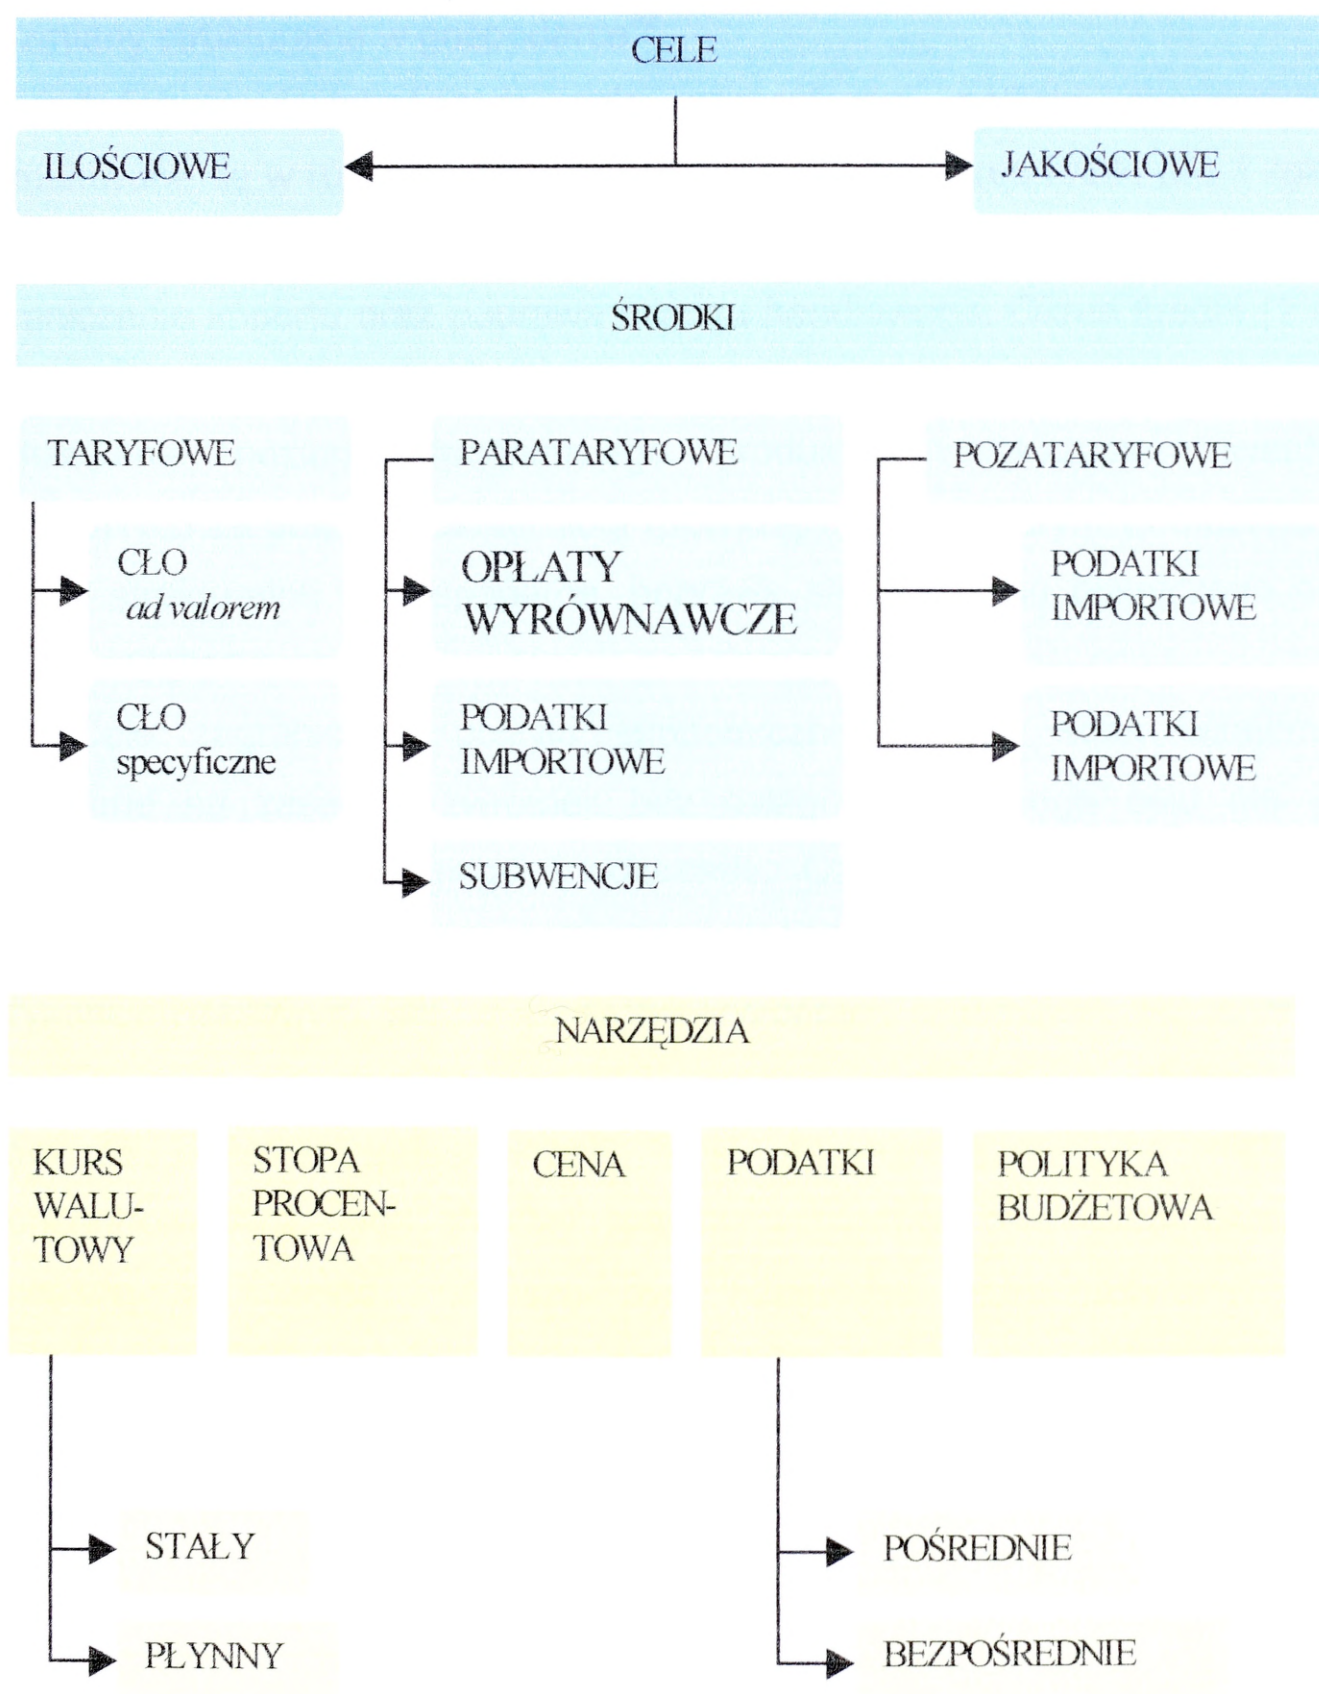 CELE
ILOŚCIOWE
JAKOŚCIOWE
ŚRODKI
TARYFOWE
CŁO
ad valorem
CŁO
specyficzne
PARATARYFOWE
OPŁATY
WYRÓWNAWCZE
PODATKI
IMPORTOWE
SUBWENCJE
POZATARYFOWE
PODATKI
IMPORTOWE
PODATKI
IMPORTOWE
NARZĘDZIA
KURS
WALU-
TOWY
STOPA
PROCEN-
TOWA
CENA
PODATKI
POLITYKA
BUDŻETOWA
STAŁY
PŁYNNY
POŚREDNIE
BEZPOŚREDNIE